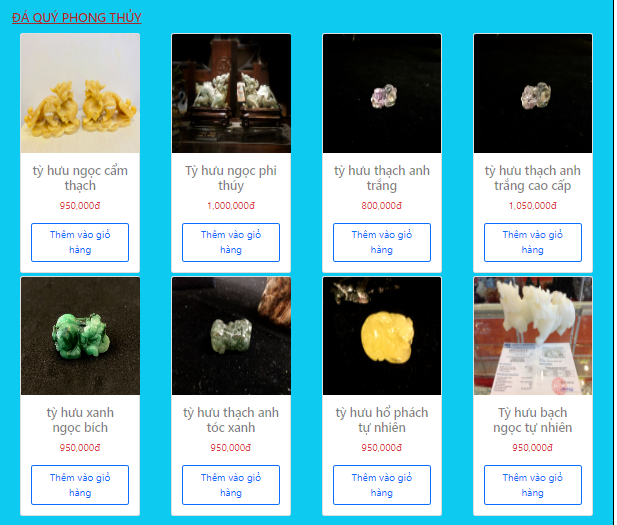 ĐÁ QUÝ PHONG THỦY
tỳ hưu ngọc cẩm
thạch
950,000đ
Thêm vào giỏ
hàng
Tỳ hưu ngọc phi
thúy
1,000,000đ
Thêm vào giỏ
hàng
tỳ hưu thạch anh
trắng
800,000đ
Thêm vào giỏ
hàng
tỳ hưu thạch anh
trắng cao cấp
1,050,000đ
Thêm vào giỏ
hàng
tỳ hưu xanh
ngọc bích
950,000đ
Thêm vào giỏ
hàng
tỳ hưu thạch anh
tóc xanh
950,000đ
Thêm vào giỏ
hàng
tỳ hưu hổ phách
tự nhiên
950,000đ
Thêm vào giỏ
hàng
Tỳ hưu bạch
ngọc tự nhiên
950,000đ
Thêm vào giỏ
hàng